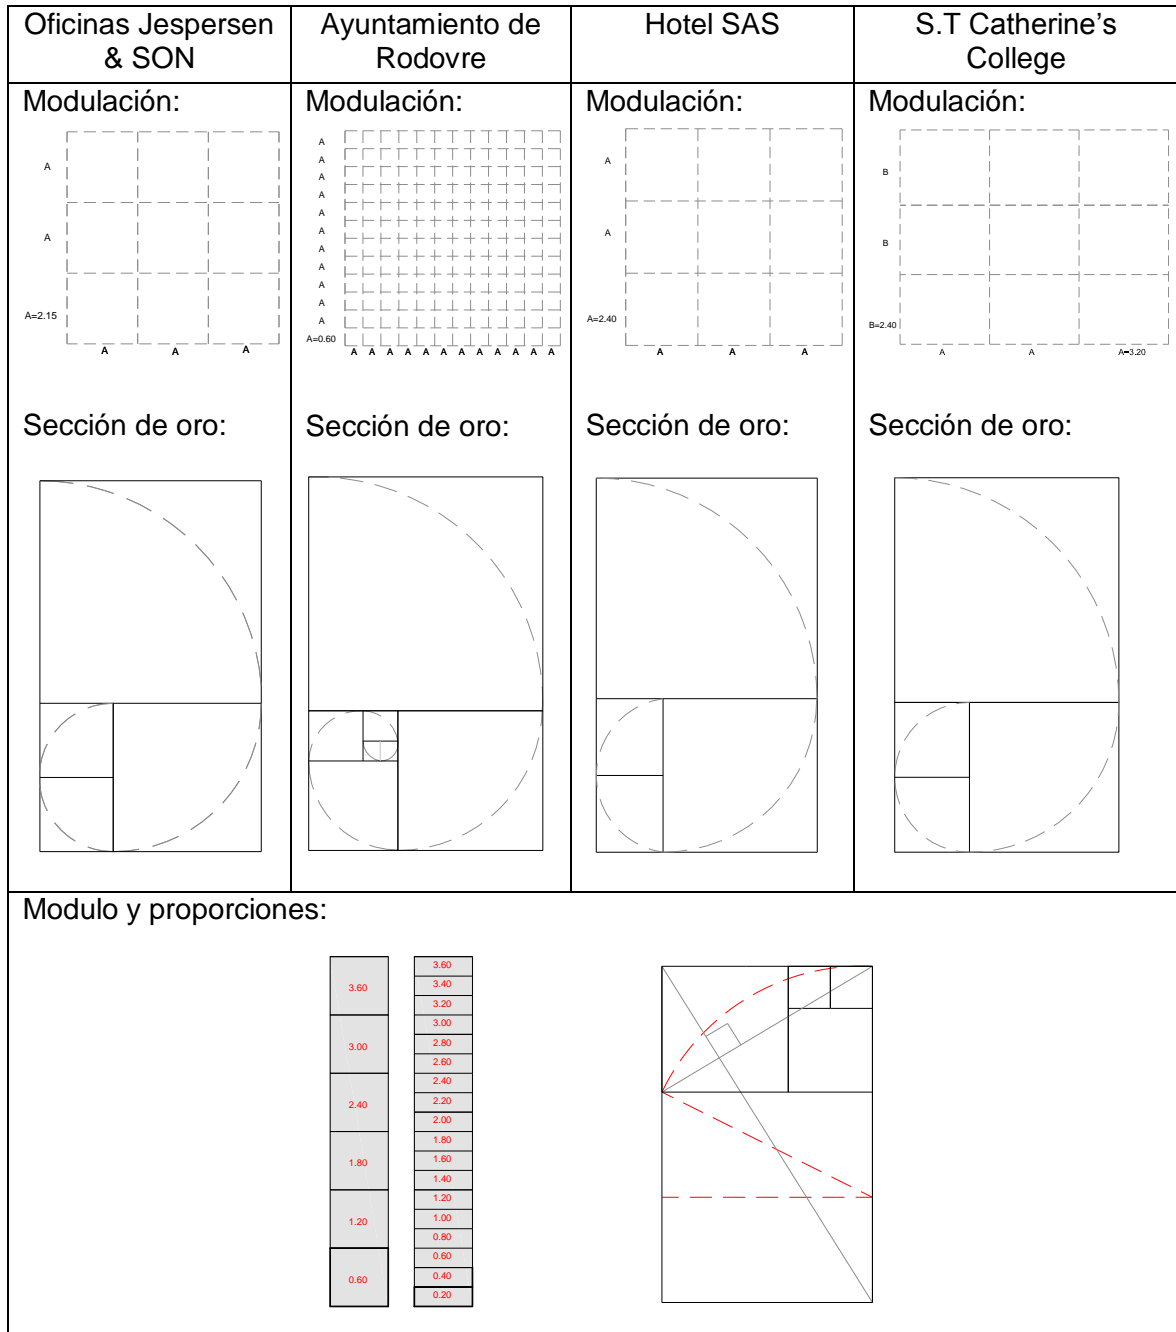 Oficinas Jespersen
& SON
Ayuntamiento de
Rodovre
Hotel SAS
S.T Catherine's
College
Modulación:
A
A
A=2.15
A A A
Modulación:
A
A
A
A
A
A
A
A
A
A
A
A=0.60
A A A A A A A A A A A A
Modulación:
A
A
A=2.40
A A A
Modulación:
B
B
B=2.40
A A A=3.20
Sección de oro:
Sección de oro:
Sección de oro:
Sección de oro:
Modulo y proporciones:
3.60
3.00
2.40
1.80
1.20
0.60
3.60
3.40
3.20
3.00
2.80
2.60
2.40
2.20
2.00
1.80
1.60
1.40
1.20
1.00
0.80
0.60
0.40
0.20